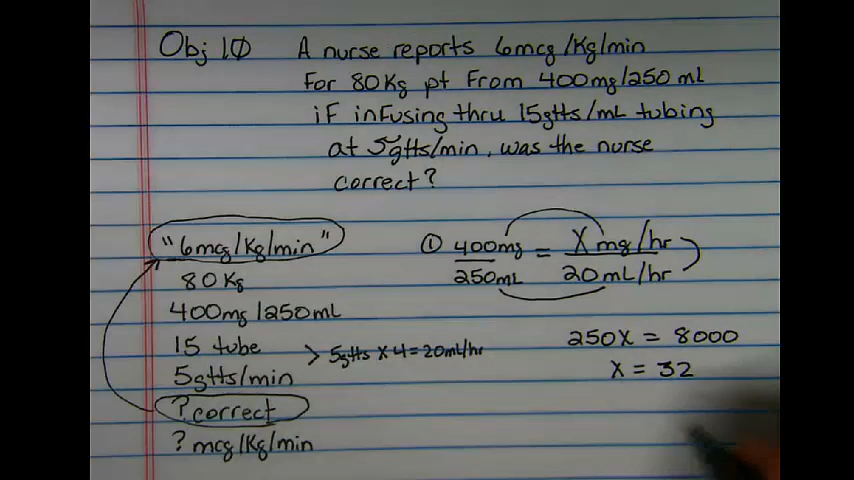 Obj 10 A nurse reports 6mcg/Kg/min
For 80Kg pt From 400mg/250mL
iF inFusing thru 15gtts/mL tubing
at 5gtts/min, was the nurse
correct?
"6mcg/Kg/min"
80Kg
400mg/250mL
15 tube
5gtts/min
> 5gtts x 4 = 20mL/hr
?correct
? mcg/Kg/min
① 400mg = X mg/hr
250mL 20mL/hr
250X = 8000
X = 32